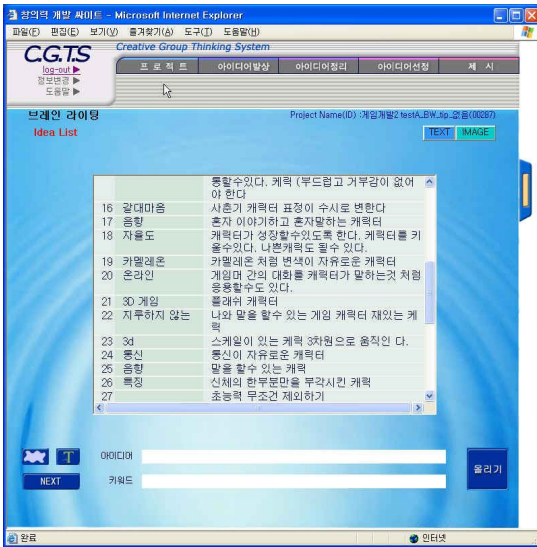 창의력 개발 싸이트 - Microsoft Internet Explorer
파일(F) 편집(E) 보기(V) 즐겨찾기(A) 도구(T) 도움말(H)
C.G.T.S
Creative Group Thinking System
log-out ▶
정보변경 ▶
도움말 ▶
프 로 젝 트 아이디어발상 아이디어정리 아이디어선정 제 시
브레인 라이팅
Project Name(ID) :게임개발2 testA_BW_tip_없음(00287)
Idea List
TEXT IMAGE
통할수있다. 케릭 (부드럽고 거부감이 없어
야 한다
16 갈대마음 사춘기 캐릭터 표정이 수시로 변한다
17 음향 혼자 이야기하고 혼자말하는 캐릭터
18 자율도 캐릭터가 성장할수있도록 한다. 케릭터를 키
울수있다. 나쁜캐릭도 될수 있다.
19 카멜레온 카멜레온 처럼 변색이 자유로운 캐릭터
20 온라인 게임머 간의 대화를 캐릭터가 말하는것 처럼
응용할수도 있다.
21 3D 게임 플래쉬 캐릭터
22 지루하지 않는 나와 말을 할수 있는 게임 캐릭터 재있는 케
릭
23 3d 스케일이 있는 케릭 3차원으로 움직인 다.
24 통신 통신이 자유로운 캐릭터
25 음향 말을 할수 있는 캐릭
26 특징 신체의 한부분만을 부각시킨 캐릭
27 초능력 무조건 제외하기
아이디어
T
키워드
NEXT
올리기
완료
인터넷